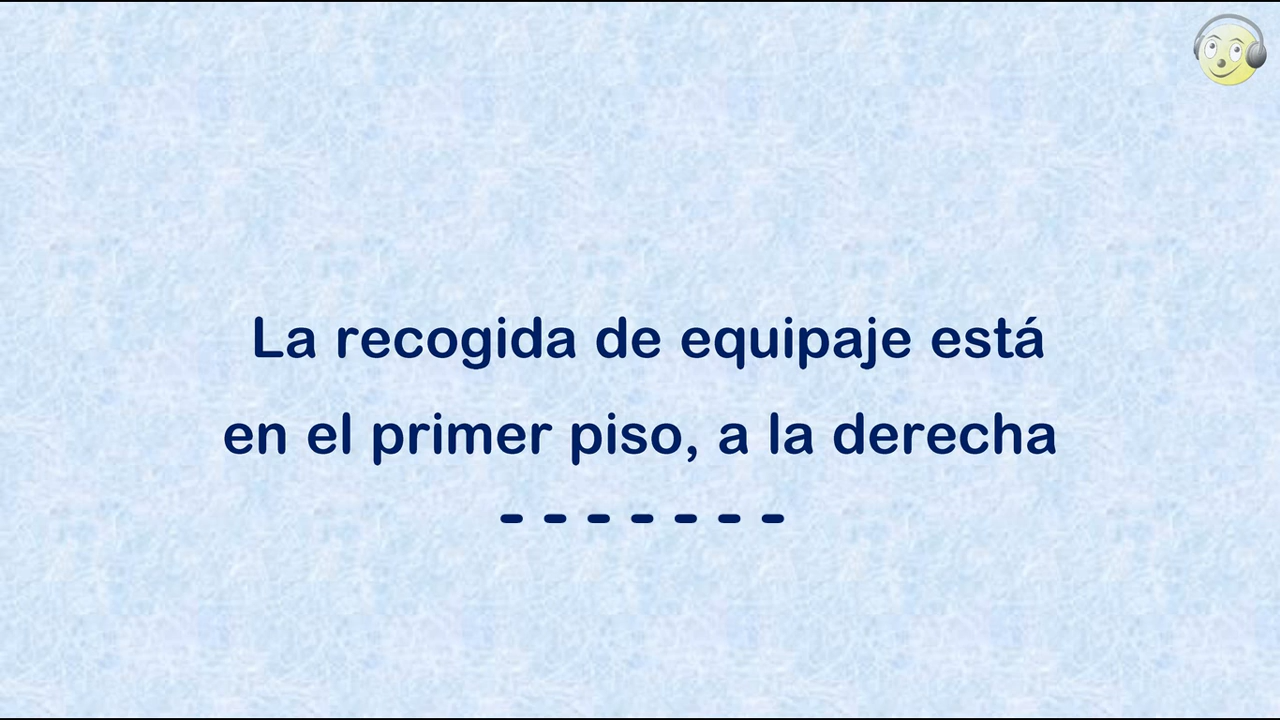 La recogida de equipaje está
en el primer piso, a la derecha
- - - - - - -